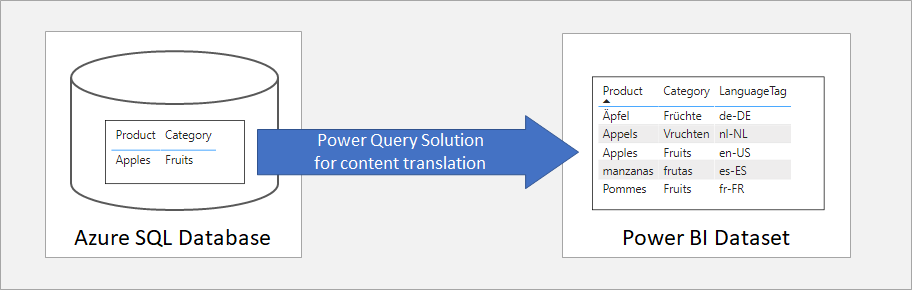 Product Category
Apples Fruits
Azure SQL Database
Power Query Solution
for content translation
Product Category LanguageTag
Äpfel Früchte de-DE
Appels Vruchten nl-NL
Apples Fruits en-US
manzanas frutas es-ES
Pommes Fruits fr-FR
Power BI Dataset